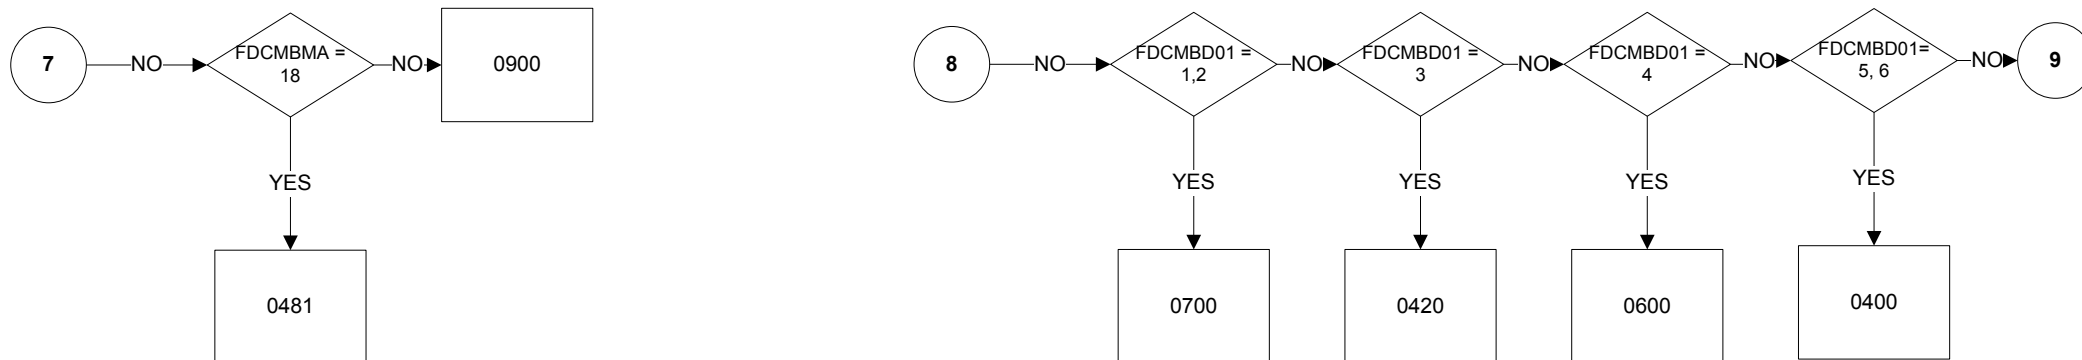 7
NO
FDCMBMA =
18
NO
0900
YES
0481
8
NO
FDCMBD01 =
1,2
NO
FDCMBD01 =
3
NO
FDCMBD01 =
4
NO
FDCMBD01=
5, 6
NO
9
YES
YES
YES
YES
0700
0420
0600
0400